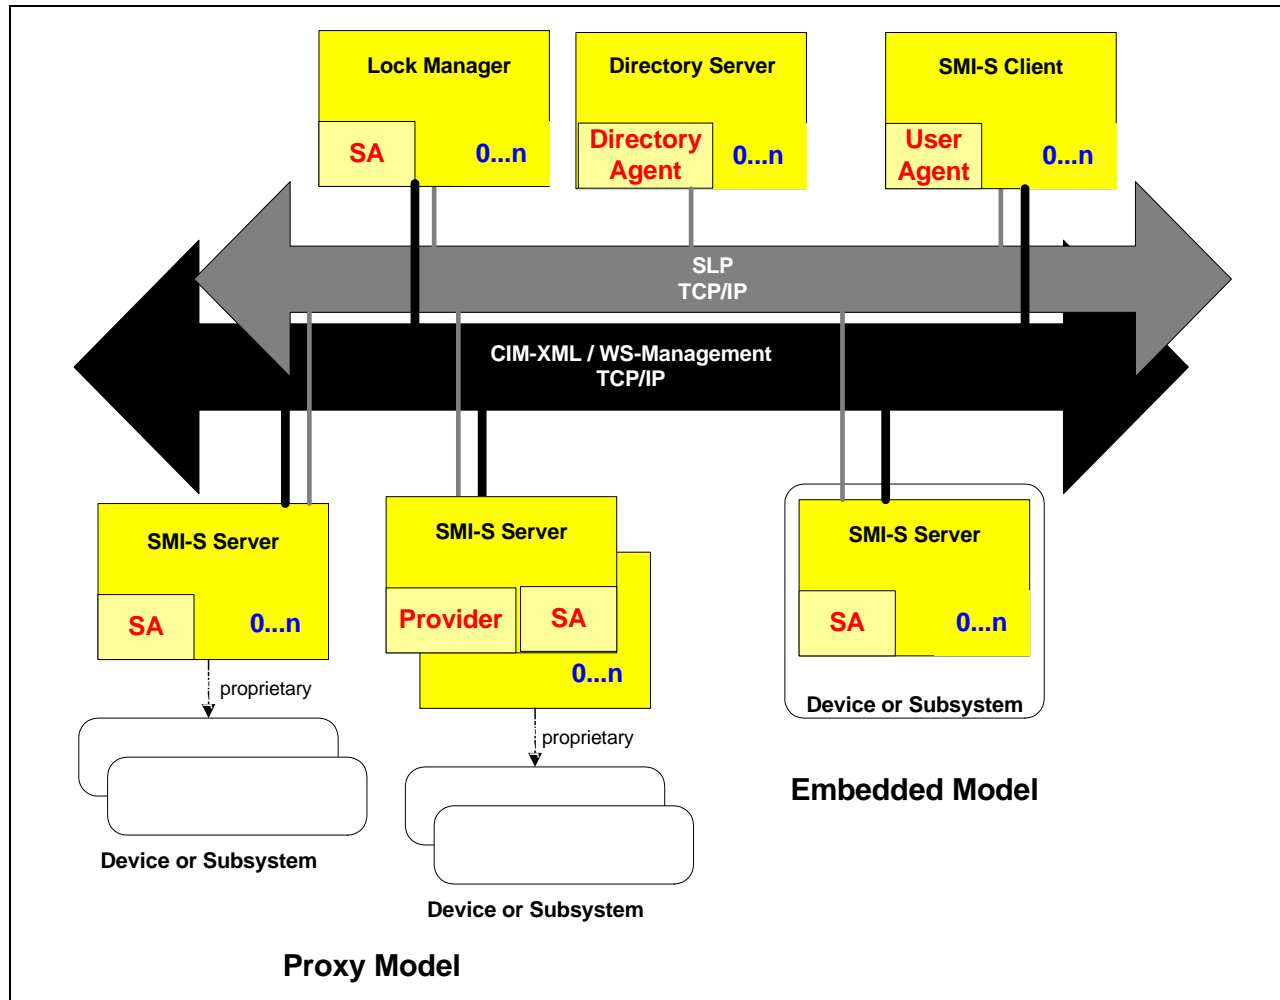 Lock Manager
SA
0...n
Directory Server
Directory
Agent
0...n
SMI-S Client
User
Agent
0...n
SLP
TCP/IP
CIM-XML / WS-Management
TCP/IP
SMI-S Server
SA
0...n
proprietary
Device or Subsystem
SMI-S Server
Provider
SA
0...n
proprietary
Device or Subsystem
Proxy Model
SMI-S Server
SA
0...n
Device or Subsystem
Embedded Model